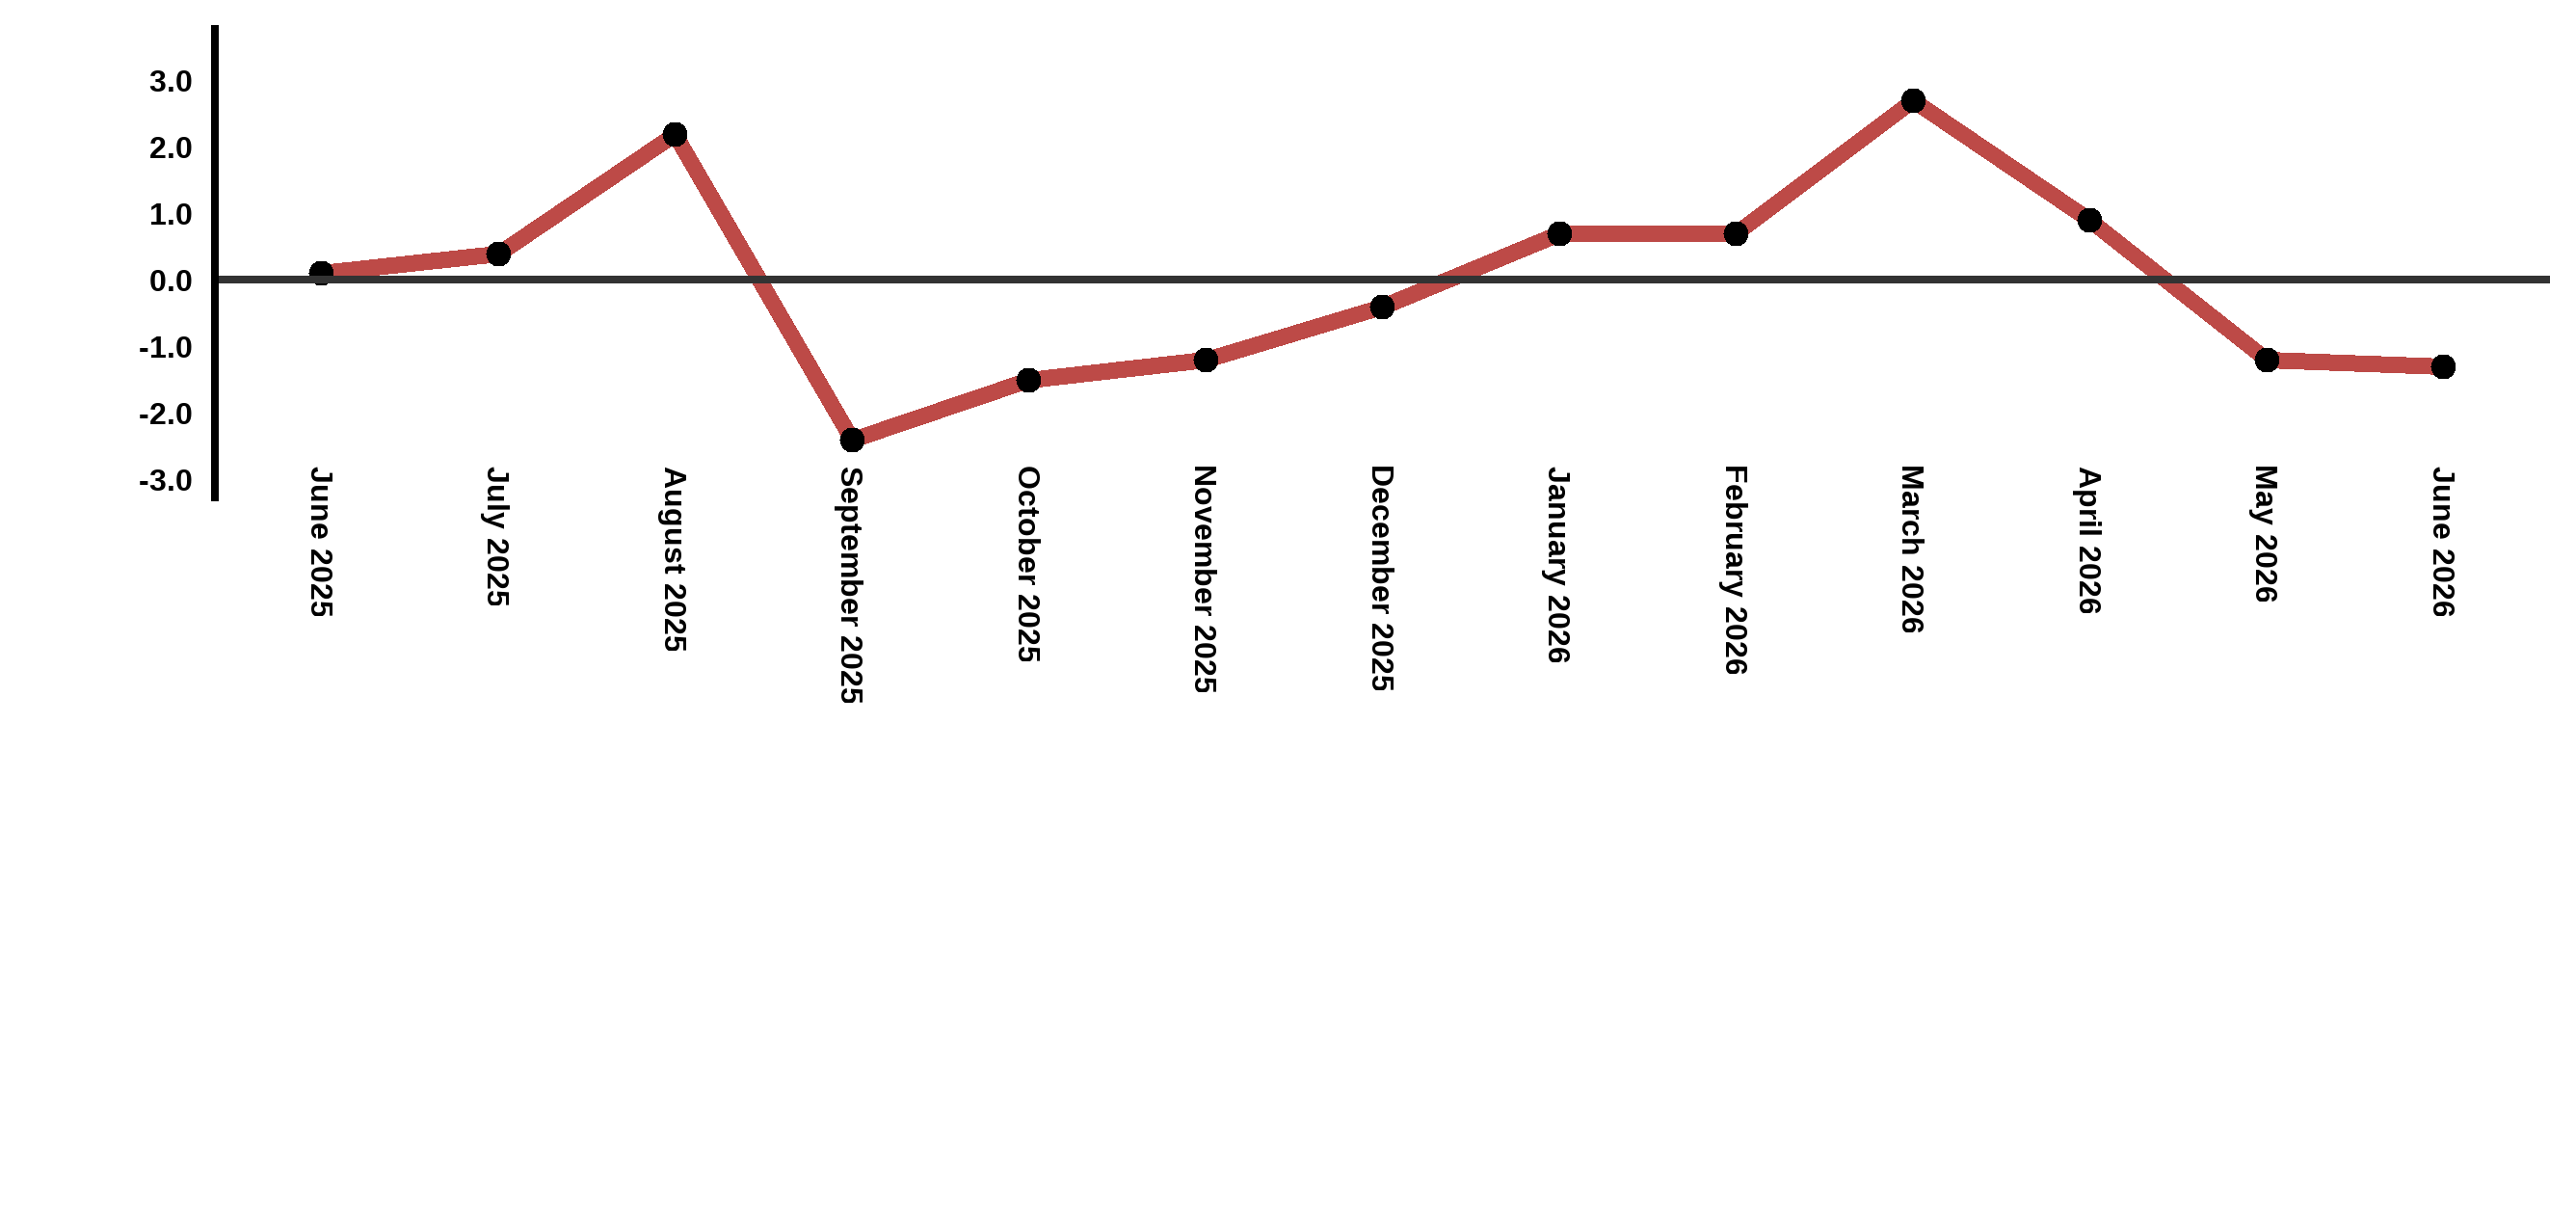 3.0
2.0
1.0
0.0
-1.0
-2.0
-3.0
June 2025
July 2025
August 2025
September 2025
October 2025
November 2025
December 2025
January 2026
February 2026
March 2026
April 2026
May 2026
June 2026